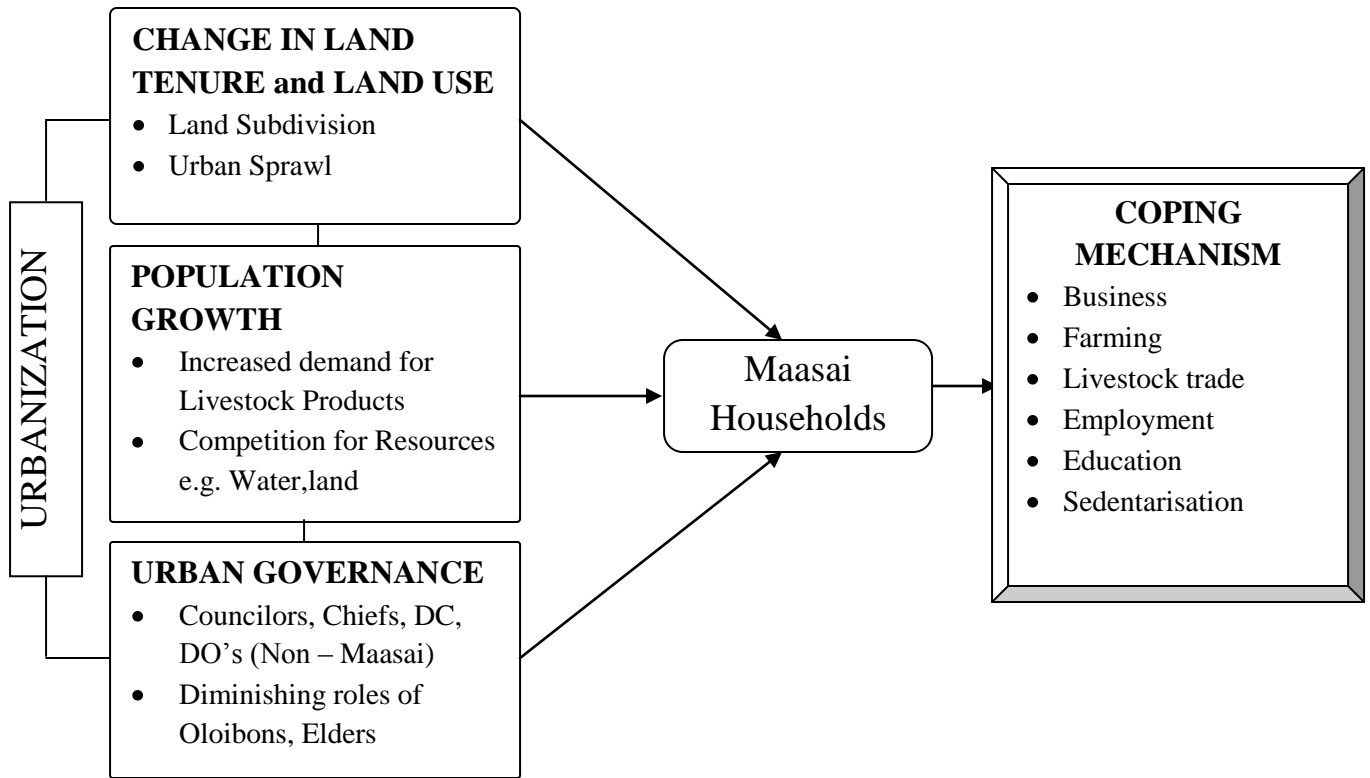 URBANIZATION
CHANGE IN LAND
TENURE and LAND USE
• Land Subdivision
• Urban Sprawl
POPULATION
GROWTH
• Increased demand for
Livestock Products
• Competition for Resources
e.g. Water,land
URBAN GOVERNANCE
• Councilors, Chiefs, DC,
DO’s (Non – Maasai)
• Diminishing roles of
Oloibons, Elders
Maasai
Households
COPING
MECHANISM
• Business
• Farming
• Livestock trade
• Employment
• Education
• Sedentarisation